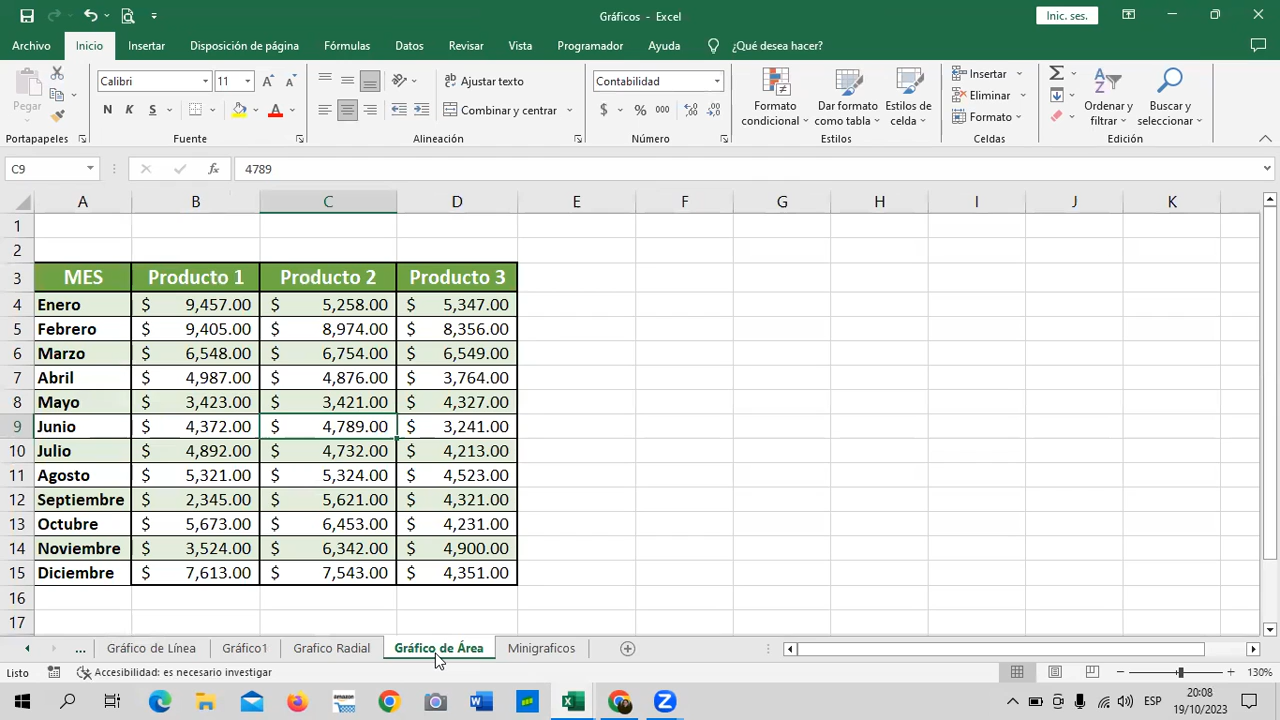 Gráficos - Excel
Inic. ses.
Archivo Inicio Insertar Disposición de página Fórmulas Datos Revisar Vista Programador Ayuda ¿Qué desea hacer?
Pegar
Calibri 11
N K S
Ajustar texto
Combinar y centrar
Contabilidad
$ % 000
Formato condicional
Dar formato como tabla
Estilos de celda
Insertar
Eliminar
Formato
Ordenar y filtrar
Buscar y seleccionar
Portapapeles Fuente Alineación Número Estilos Celdas Edición
C9 fx 4789
A B C D E F G H I J K
1
2
3 MES Producto 1 Producto 2 Producto 3
4 Enero $ 9,457.00 $ 5,258.00 $ 5,347.00
5 Febrero $ 9,405.00 $ 8,974.00 $ 8,356.00
6 Marzo $ 6,548.00 $ 6,754.00 $ 6,549.00
7 Abril $ 4,987.00 $ 4,876.00 $ 3,764.00
8 Mayo $ 3,423.00 $ 3,421.00 $ 4,327.00
9 Junio $ 4,372.00 $ 4,789.00 $ 3,241.00
10 Julio $ 4,892.00 $ 4,732.00 $ 4,213.00
11 Agosto $ 5,321.00 $ 5,324.00 $ 4,523.00
12 Septiembre $ 2,345.00 $ 5,621.00 $ 4,321.00
13 Octubre $ 5,673.00 $ 6,453.00 $ 4,231.00
14 Noviembre $ 3,524.00 $ 6,342.00 $ 4,900.00
15 Diciembre $ 7,613.00 $ 7,543.00 $ 4,351.00
16
17
... Gráfico de Línea Gráfico1 Grafico Radial Gráfico de Área Minigraficos
Listo Accesibilidad: es necesario investigar 130%
ESP 20:08
19/10/2023